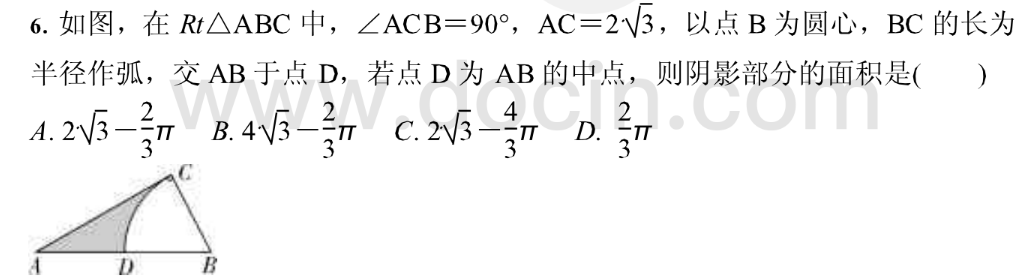 6. 如图，在 Rt△ABC 中，∠ACB＝90°，AC＝2√3，以点 B 为圆心，BC 的长为
半径作弧，交 AB 于点 D，若点 D 为 AB 的中点，则阴影部分的面积是(　　)
A. 2√3－2/3π　B. 4√3－2/3π　C. 2√3－4/3π　D. 2/3π
www.docin.com
C
A D B